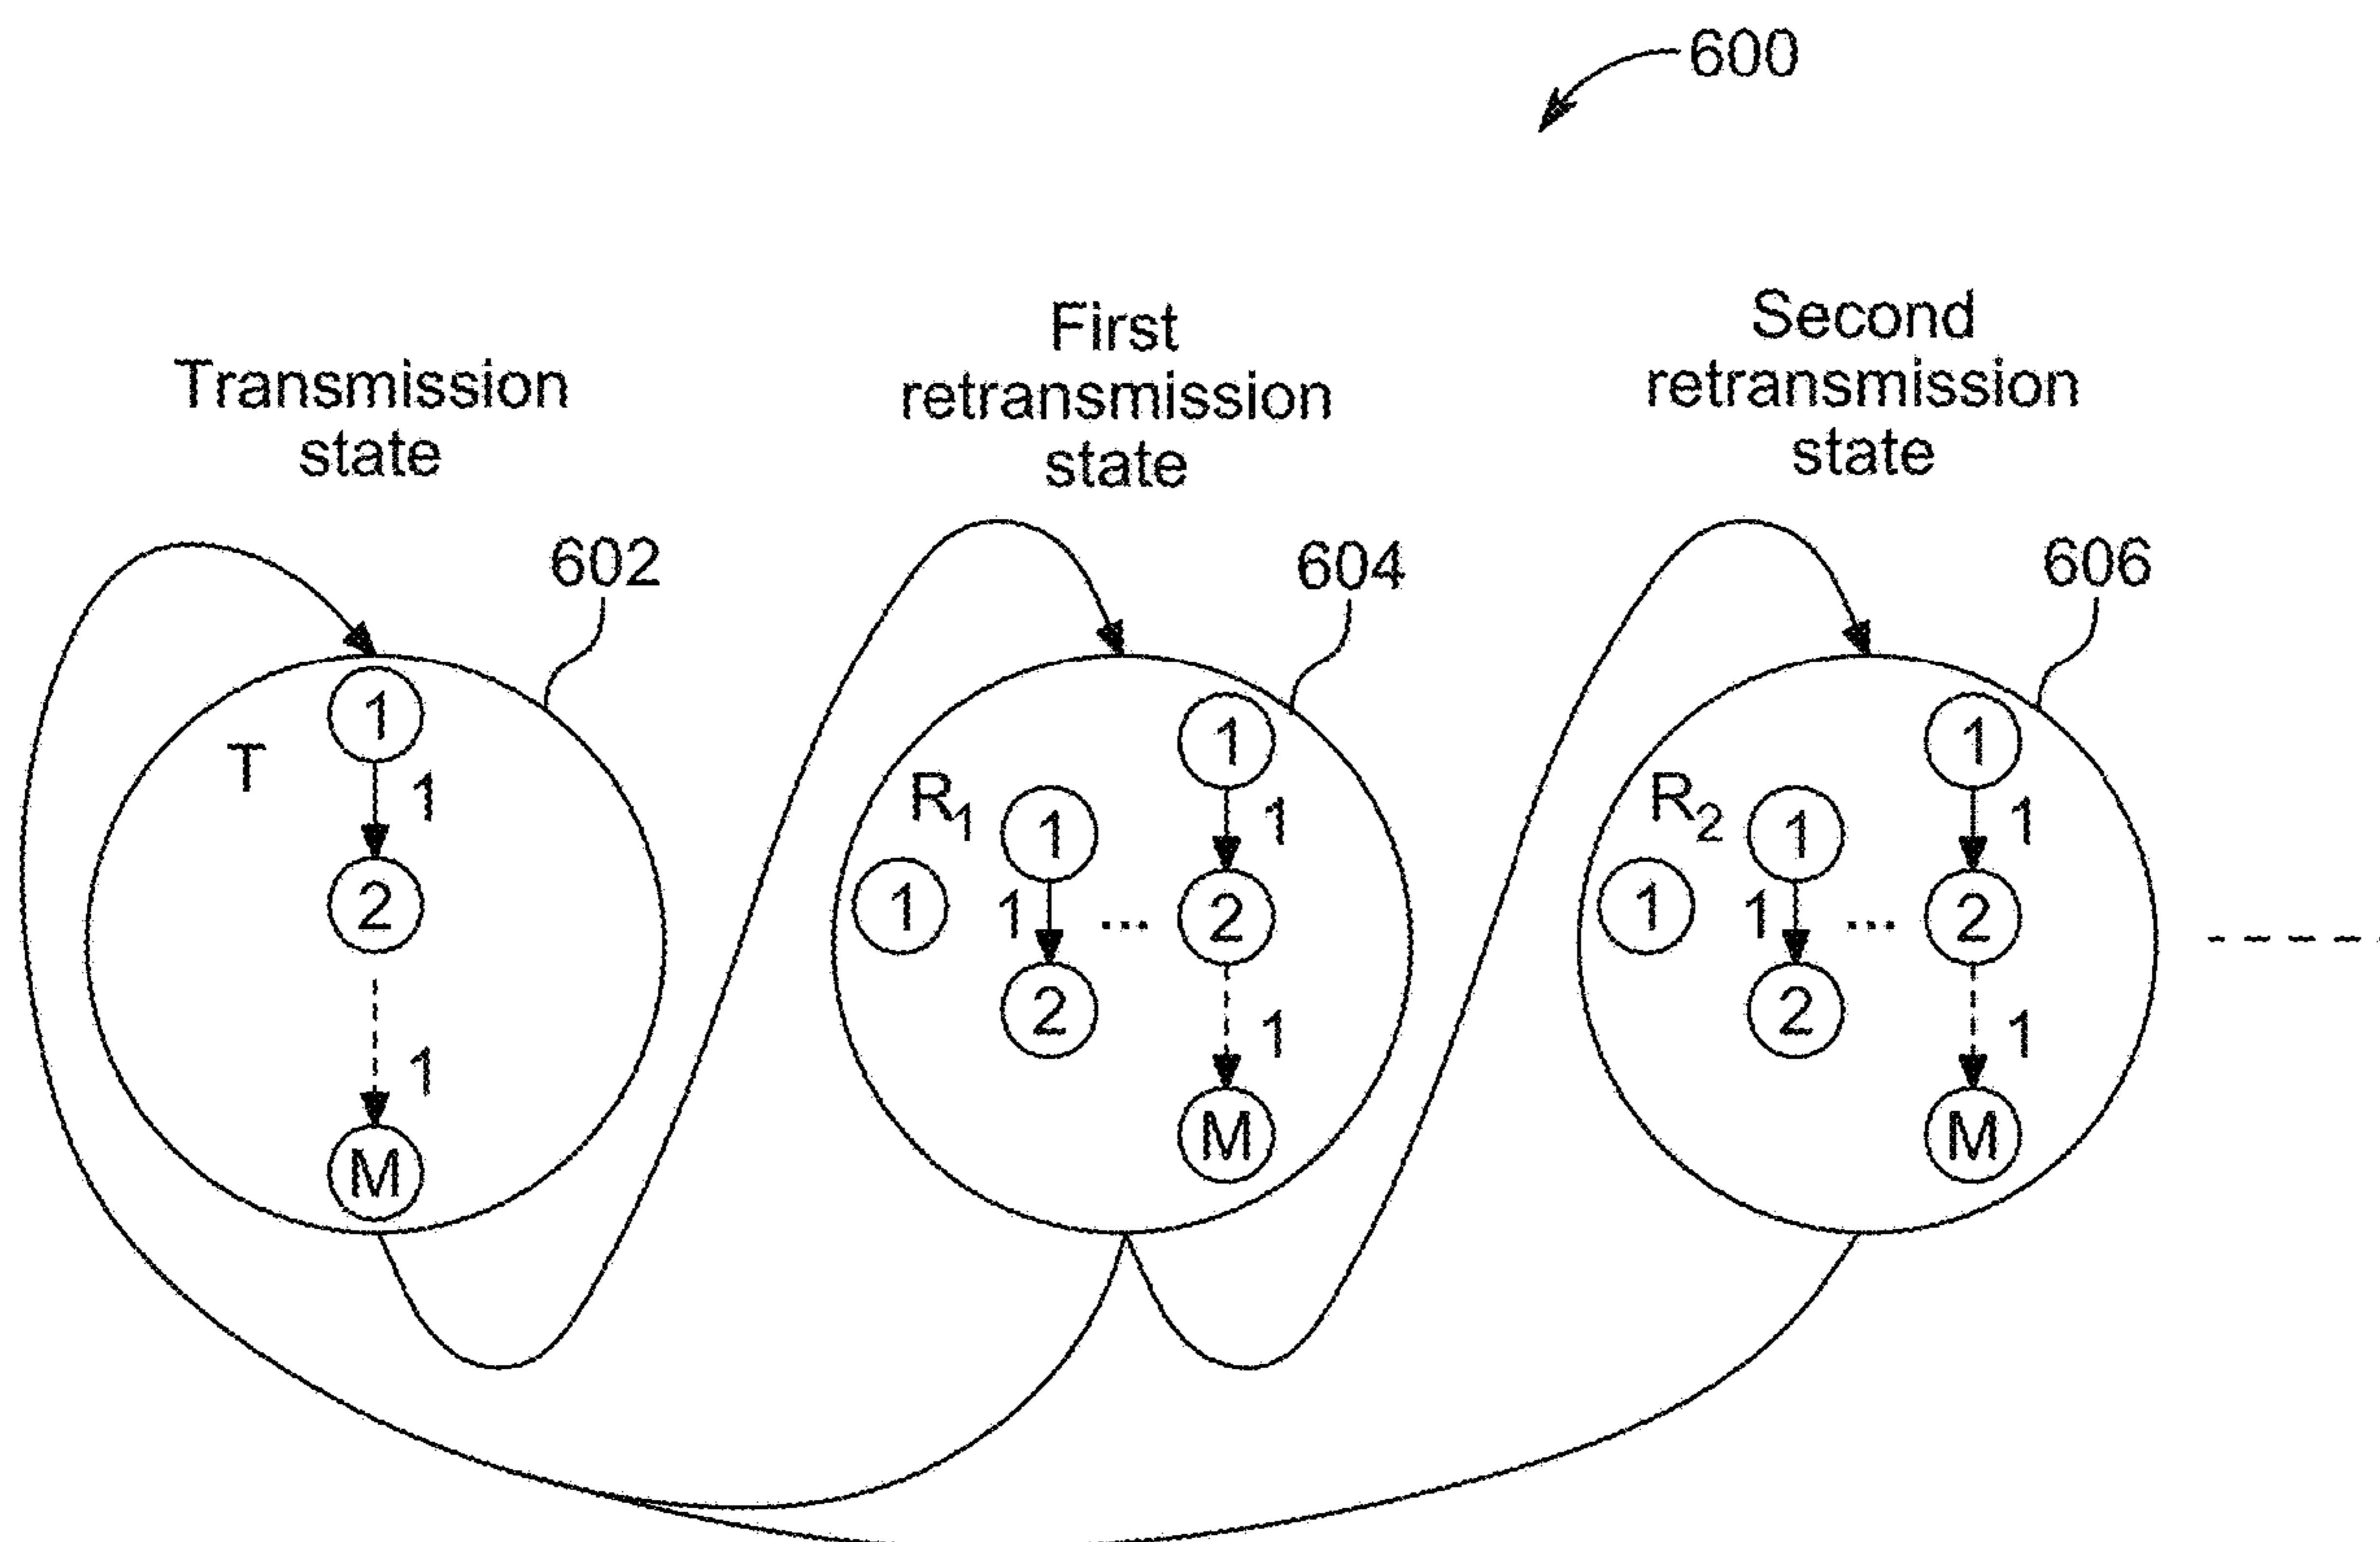 600
Transmission
state
First
retransmission
state
Second
retransmission
state
602
604
606
T
1
1
2
1
M
R1
1
1
1
2
...
1
1
2
1
M
R2
1
1
1
2
...
1
1
2
1
M